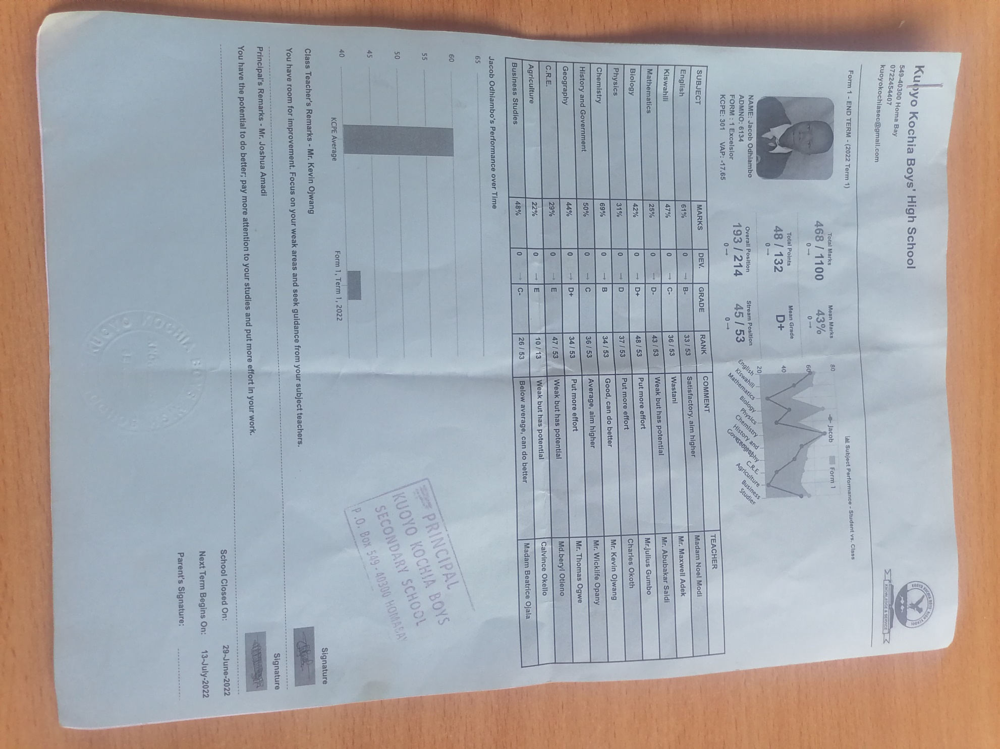 Kuoyo Kochia Boys' High School
549-40300 Homa Bay
0722454407
kuoyokochiasec@gmail.com
KUOYO KOCHIA BOYS' HIGH SCHOOL
KNOWLEDGE & SERVICE
Form 1 - END TERM - (2022 Term 1)
NAME: Jacob Odhiambo
ADMNO: 6134
FORM : 1 Excelsior
KCPE: 301 VAP: -17.65
Total Marks
468 / 1100
0 →
Mean Marks
43%
0 →
Total Points
48 / 132
0 →
Mean Grade
D+
Overall Position
193 / 214
0 →
Stream Position
45 / 53
0 →
Subject Performance - Student vs. Class
Jacob Form 1
80
60
40
20
English
Kiswahili
Mathematics
Biology
Physics
Chemistry
History and
Government
Geography
C.R.E.
Agriculture
Business
Studies
SUBJECT MARKS DEV. GRADE RANK COMMENT TEACHER
English 61% 0 → B- 33 / 53 Satisfactory, aim higher Madam Noel Modi
Kiswahili 47% 0 → C- 36 / 53 Wastani Mr. Maxwell Adek
Mathematics 25% 0 → D- 43 / 53 Weak but has potential Mr. Abubakar Saidi
Biology 42% 0 → D+ 48 / 53 Put more effort Mr.julius Gumbo
Physics 31% 0 → D 37 / 53 Put more effort Charles Okoth
Chemistry 69% 0 → B 34 / 53 Good, can do better Mr. Kevin Ojwang
History and Government 50% 0 → C 36 / 53 Average, aim higher Mr. Wicklife Opany
Geography 44% 0 → D+ 34 / 53 Put more effort Mr. Thomas Ogwe
C.R.E. 29% 0 → E 47 / 53 Weak but has potential Md.beryl Otieno
Agriculture 22% 0 → E 10 / 13 Weak but has potential Calvince Okello
Business Studies 48% 0 → C- 26 / 53 Below average, can do better Madam Beatrice Ojala
Jacob Odhiambo's Performance over Time
65
60
55
50
45
40
KCPE Average
Form 1, Term 1, 2022
PRINCIPAL
KUOYO KOCHIA BOYS
SECONDARY SCHOOL
P.O. BOX 549 - 40300 HOMABAY
Class Teacher's Remarks - Mr. Kevin Ojwang
Signature
You have room for improvement. Focus on your weak areas and seek guidance from your subject teachers.
Principal's Remarks - Mr. Joshua Amadi
Signature
You have the potential to do better; pay more attention to your studies and put more effort in your work.
School Closed On: 29-June-2022
Next Term Begins On: 13-July-2022
Parent's Signature:
KUOYO KOCHIA BOYS HIGH SCHOOL